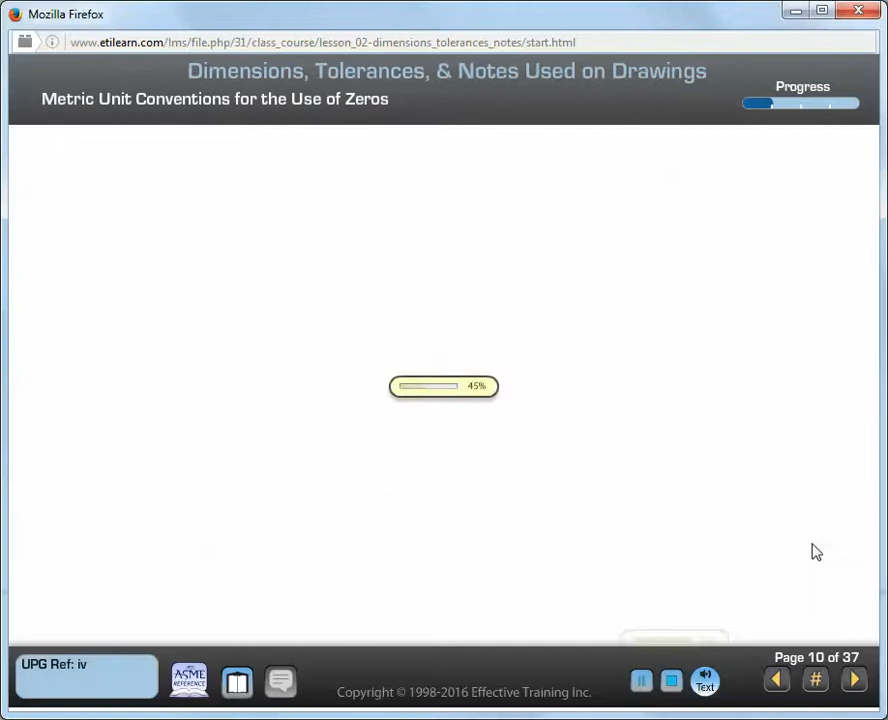 Mozilla Firefox
www.etilearn.com/lms/file.php/31/class_course/lesson_02-dimensions_tolerances_notes/start.html
Dimensions, Tolerances, & Notes Used on Drawings
Metric Unit Conventions for the Use of Zeros
Progress
45%
UPG Ref: iv
ASME
REFERENCE
Copyright © 1998-2016 Effective Training Inc.
Text
Page 10 of 37
#